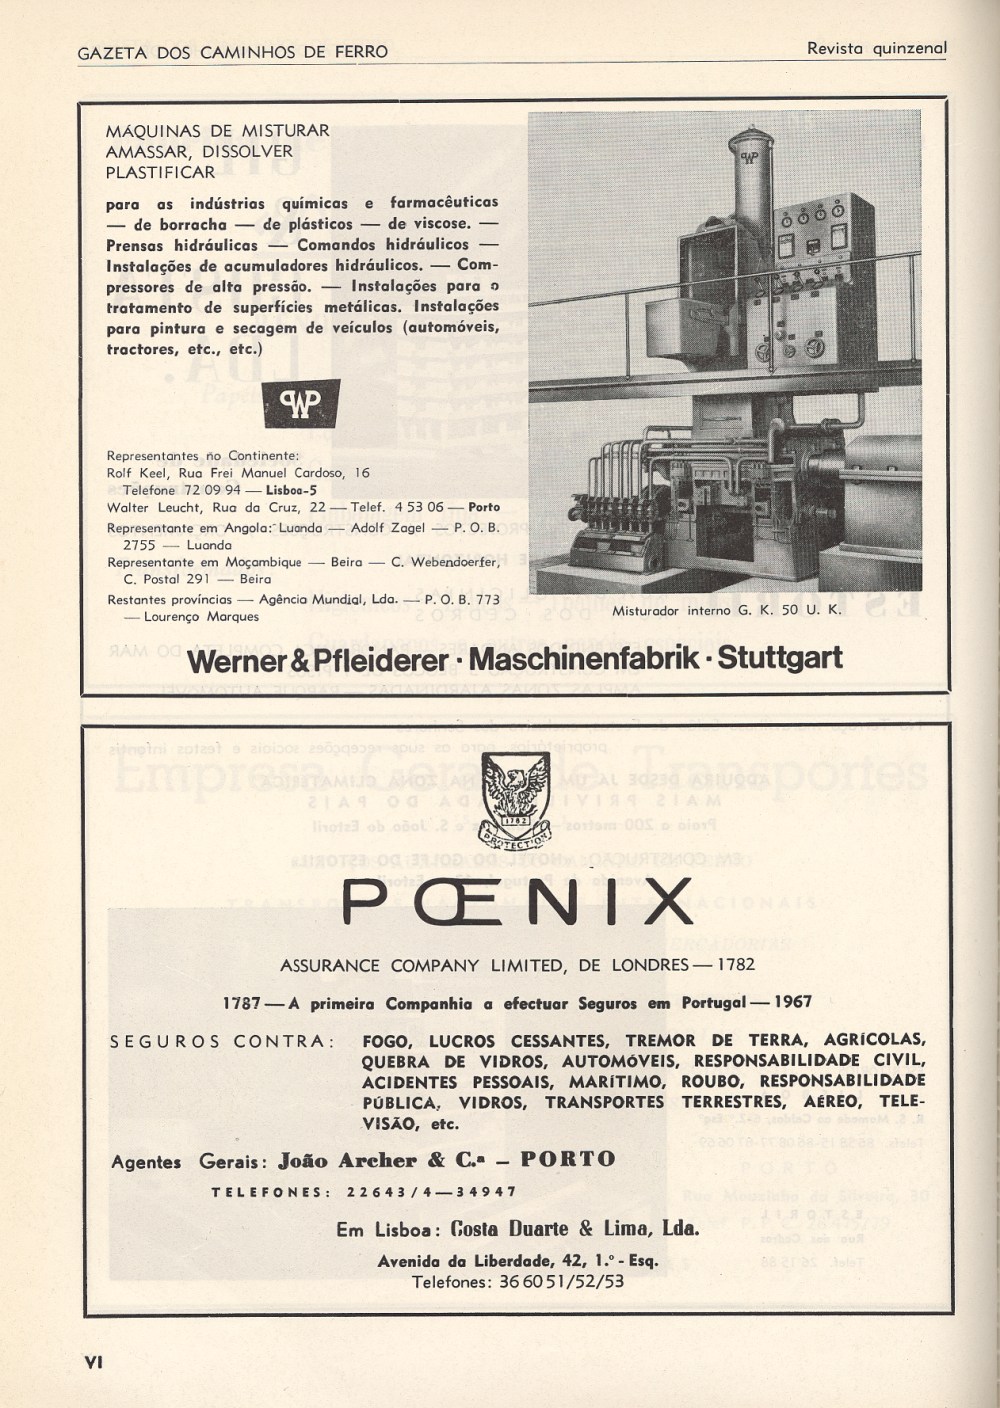 GAZETA DOS CAMINHOS DE FERRO
Revista quinzenal
MÁQUINAS DE MISTURAR
AMASSAR, DISSOLVER
PLASTIFICAR
para as indústrias químicas e farmacêuticas
— de borracha — de plásticos — de viscose. —
Prensas hidráulicas — Comandos hidráulicos —
Instalações de acumuladores hidráulicos. — Com-
pressores de alta pressão. — Instalações para o
tratamento de superfícies metálicas. Instalações
para pintura e secagem de veículos (automóveis,
tractores, etc., etc.)
WP
Representantes no Continente:
Rolf Keel, Rua Frei Manuel Cardoso, 16
Telefone 72 09 94 — Lisboa-5
Walter Leucht, Rua da Cruz, 22 — Telef. 4 53 06 — Porto
Representante em Angola: Luanda — Adolf Zagel — P. O. B.
2755 — Luanda
Representante em Moçambique — Beira — C. Webendoerfer,
C. Postal 291 — Beira
Restantes províncias — Agência Mundial, Lda. — P. O. B. 773
— Lourenço Marques
WP
Misturador interno G. K. 50 U. K.
Werner & Pfleiderer · Maschinenfabrik · Stuttgart
1782
PROTECTION
PŒNIX
ASSURANCE COMPANY LIMITED, DE LONDRES — 1782
1787 — A primeira Companhia a efectuar Seguros em Portugal — 1967
SEGUROS CONTRA:
FOGO, LUCROS CESSANTES, TREMOR DE TERRA, AGRÍCOLAS,
QUEBRA DE VIDROS, AUTOMÓVEIS, RESPONSABILIDADE CIVIL,
ACIDENTES PESSOAIS, MARÍTIMO, ROUBO, RESPONSABILIDADE
PÚBLICA, VIDROS, TRANSPORTES TERRESTRES, AÉREO, TELE-
VISÃO, etc.
Agentes Gerais: João Archer & C.ª – PORTO
TELEFONES: 22643/4—34947
Em Lisboa: Costa Duarte & Lima, Lda.
Avenida da Liberdade, 42, 1.º - Esq.
Telefones: 36 60 51/52/53
VI